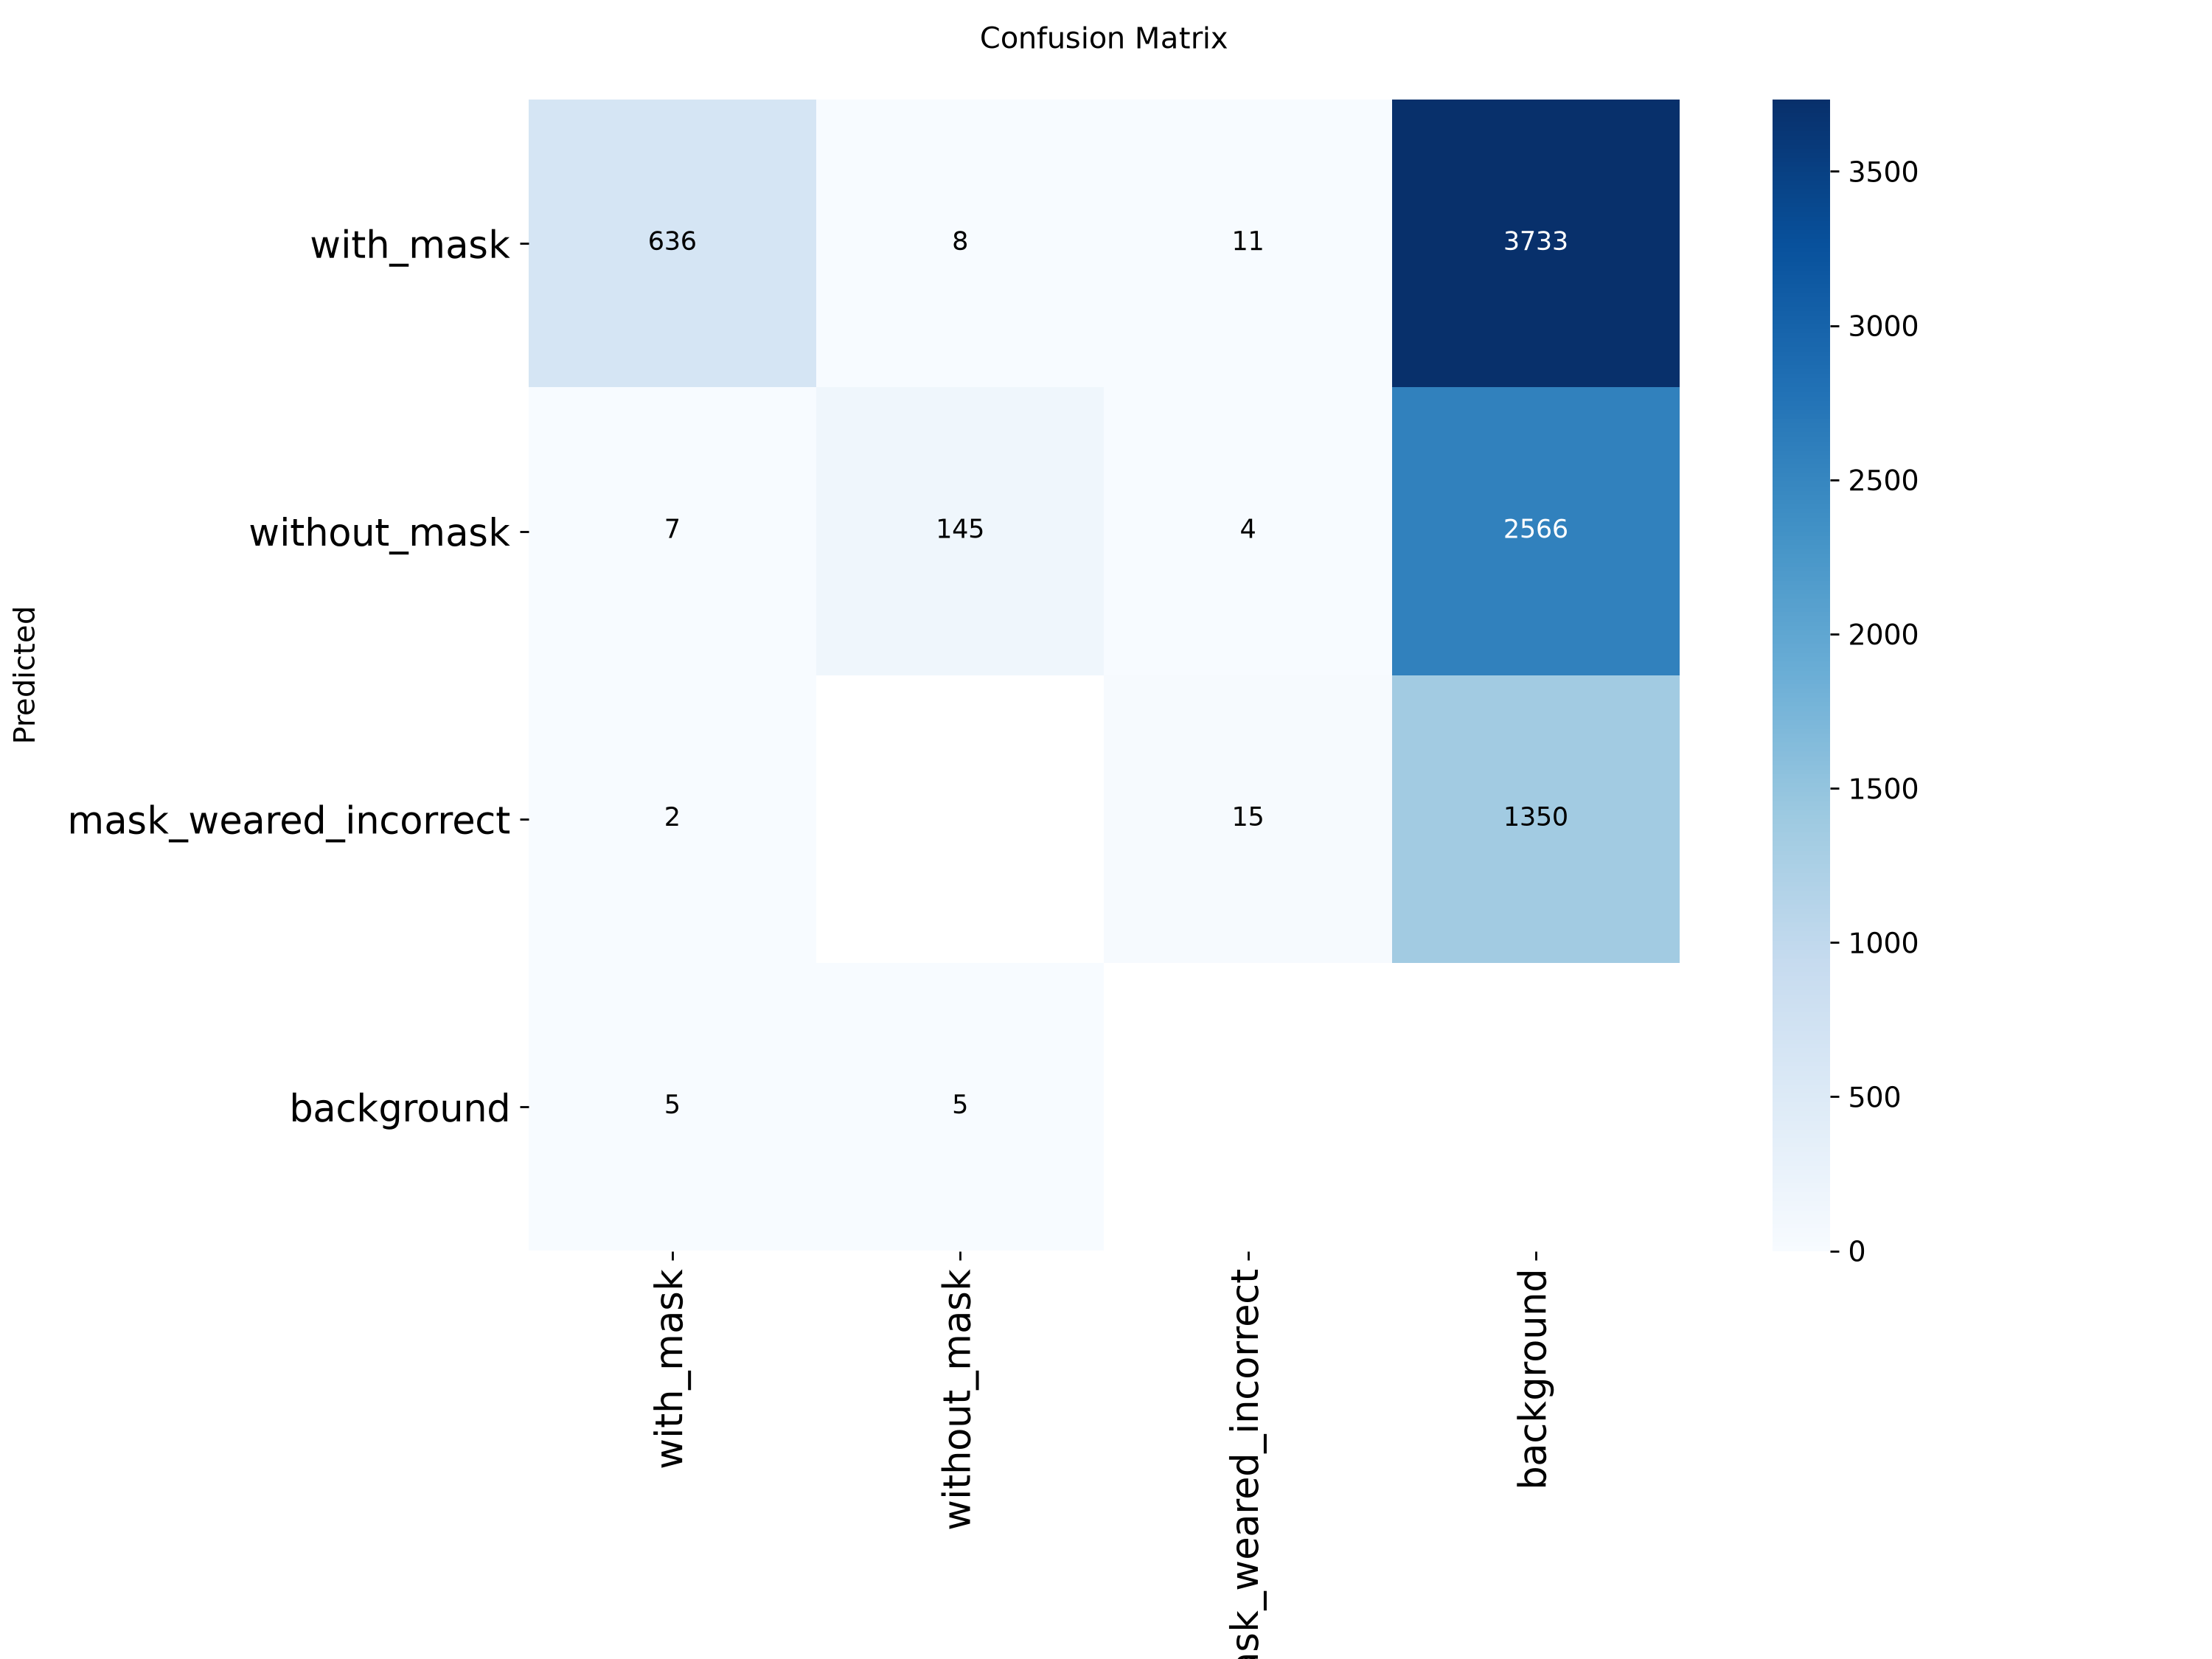 Confusion Matrix
with_mask
636 8 11 3733
3500
3000
without_mask
7 145 4 2566
2500
2000
Predicted
mask_weared_incorrect
2 15 1350
1500
1000
background
5 5
500
0
with_mask
without_mask
ask_weared_incorrect
background